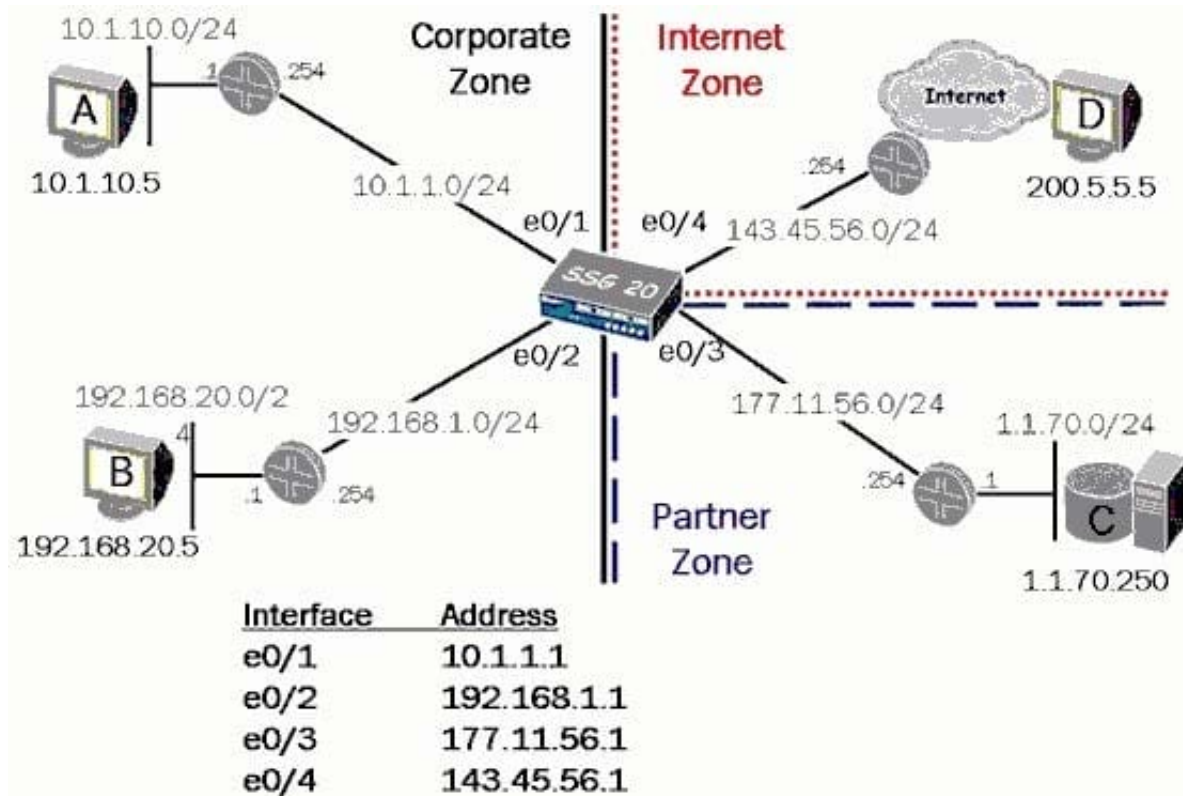 10.1.10.0/24
Corporate
Zone
Internet
Zone
A
.1
.254
Internet
D
10.1.10.5
.254
200.5.5.5
10.1.1.0/24
e0/1
e0/4
143.45.56.0/24
SSG 20
e0/2
e0/3
192.168.20.0/2
4
192.168.1.0/24
177.11.56.0/24
1.1.70.0/24
B
.1
.254
.254
.1
C
192.168.20.5
Partner
Zone
1.1.70.250
Interface Address
e0/1 10.1.1.1
e0/2 192.168.1.1
e0/3 177.11.56.1
e0/4 143.45.56.1